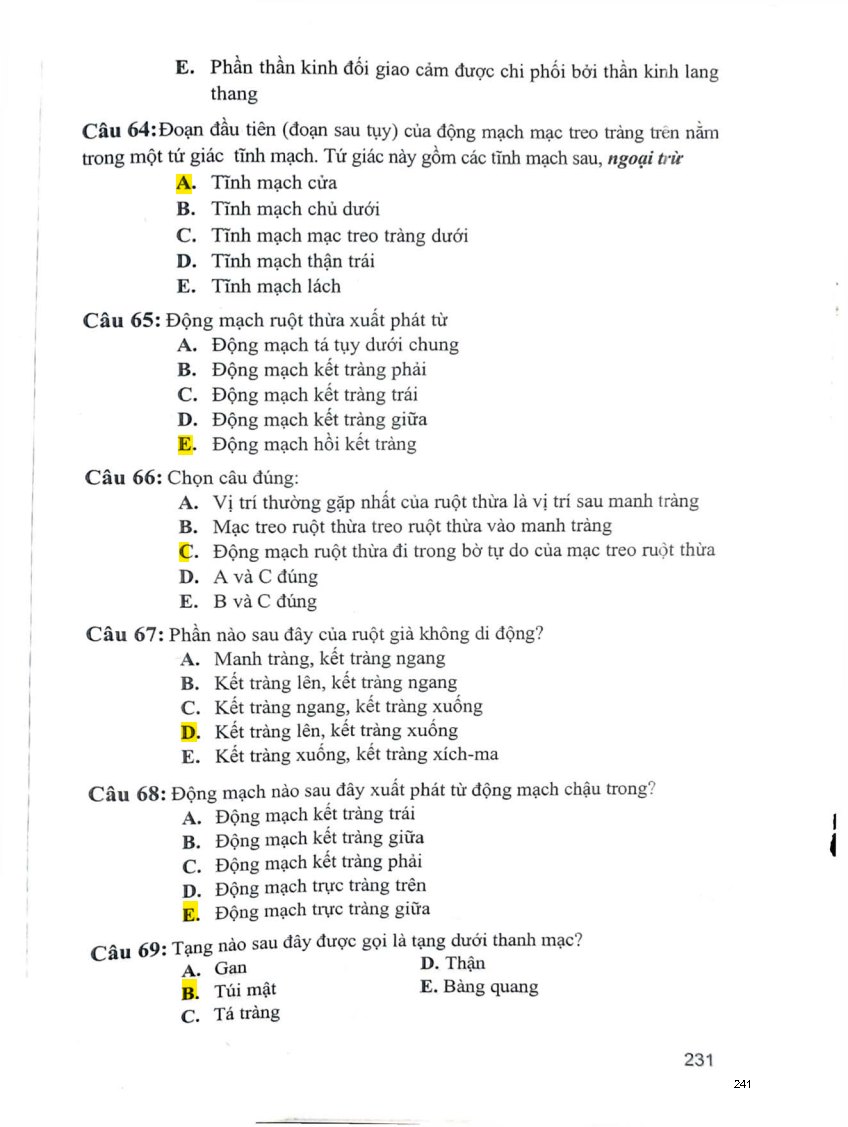 E. Phần thần kinh đối giao cảm được chi phối bởi thần kinh lang
thang
Câu 64:Đoạn đầu tiên (đoạn sau tụy) của động mạch mạc treo tràng trên nằm
trong một tứ giác tĩnh mạch. Tứ giác này gồm các tĩnh mạch sau, ngoại trừ
A. Tĩnh mạch cửa
B. Tĩnh mạch chủ dưới
C. Tĩnh mạch mạc treo tràng dưới
D. Tĩnh mạch thận trái
E. Tĩnh mạch lách
Câu 65: Động mạch ruột thừa xuất phát từ
A. Động mạch tá tụy dưới chung
B. Động mạch kết tràng phải
C. Động mạch kết tràng trái
D. Động mạch kết tràng giữa
E. Động mạch hồi kết tràng
Câu 66: Chọn câu đúng:
A. Vị trí thường gặp nhất của ruột thừa là vị trí sau manh tràng
B. Mạc treo ruột thừa treo ruột thừa vào manh tràng
C. Động mạch ruột thừa đi trong bờ tự do của mạc treo ruột thừa
D. A và C đúng
E. B và C đúng
Câu 67: Phần nào sau đây của ruột già không di động?
A. Manh tràng, kết tràng ngang
B. Kết tràng lên, kết tràng ngang
C. Kết tràng ngang, kết tràng xuống
D. Kết tràng lên, kết tràng xuống
E. Kết tràng xuống, kết tràng xích-ma
Câu 68: Động mạch nào sau đây xuất phát từ động mạch chậu trong?
A. Động mạch kết tràng trái
B. Động mạch kết tràng giữa
C. Động mạch kết tràng phải
D. Động mạch trực tràng trên
E. Động mạch trực tràng giữa
Câu 69: Tạng nào sau đây được gọi là tạng dưới thanh mạc?
A. Gan
B. Túi mật
C. Tá tràng
D. Thận
E. Bàng quang
231
241